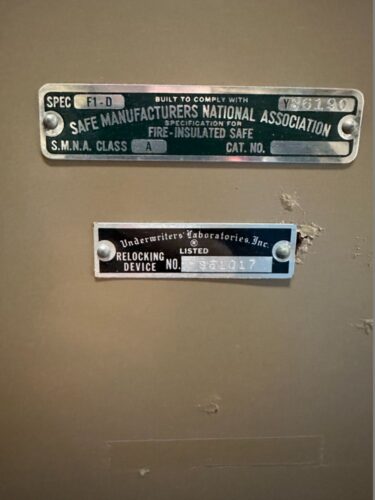 SPEC F1-D
BUILT TO COMPLY WITH
SAFE MANUFACTURERS NATIONAL ASSOCIATION
SPECIFICATION FOR
FIRE-INSULATED SAFE
S.M.N.A. CLASS A CAT. NO.
Underwriters' Laboratories, Inc.
®
LISTED
RELOCKING
DEVICE NO.